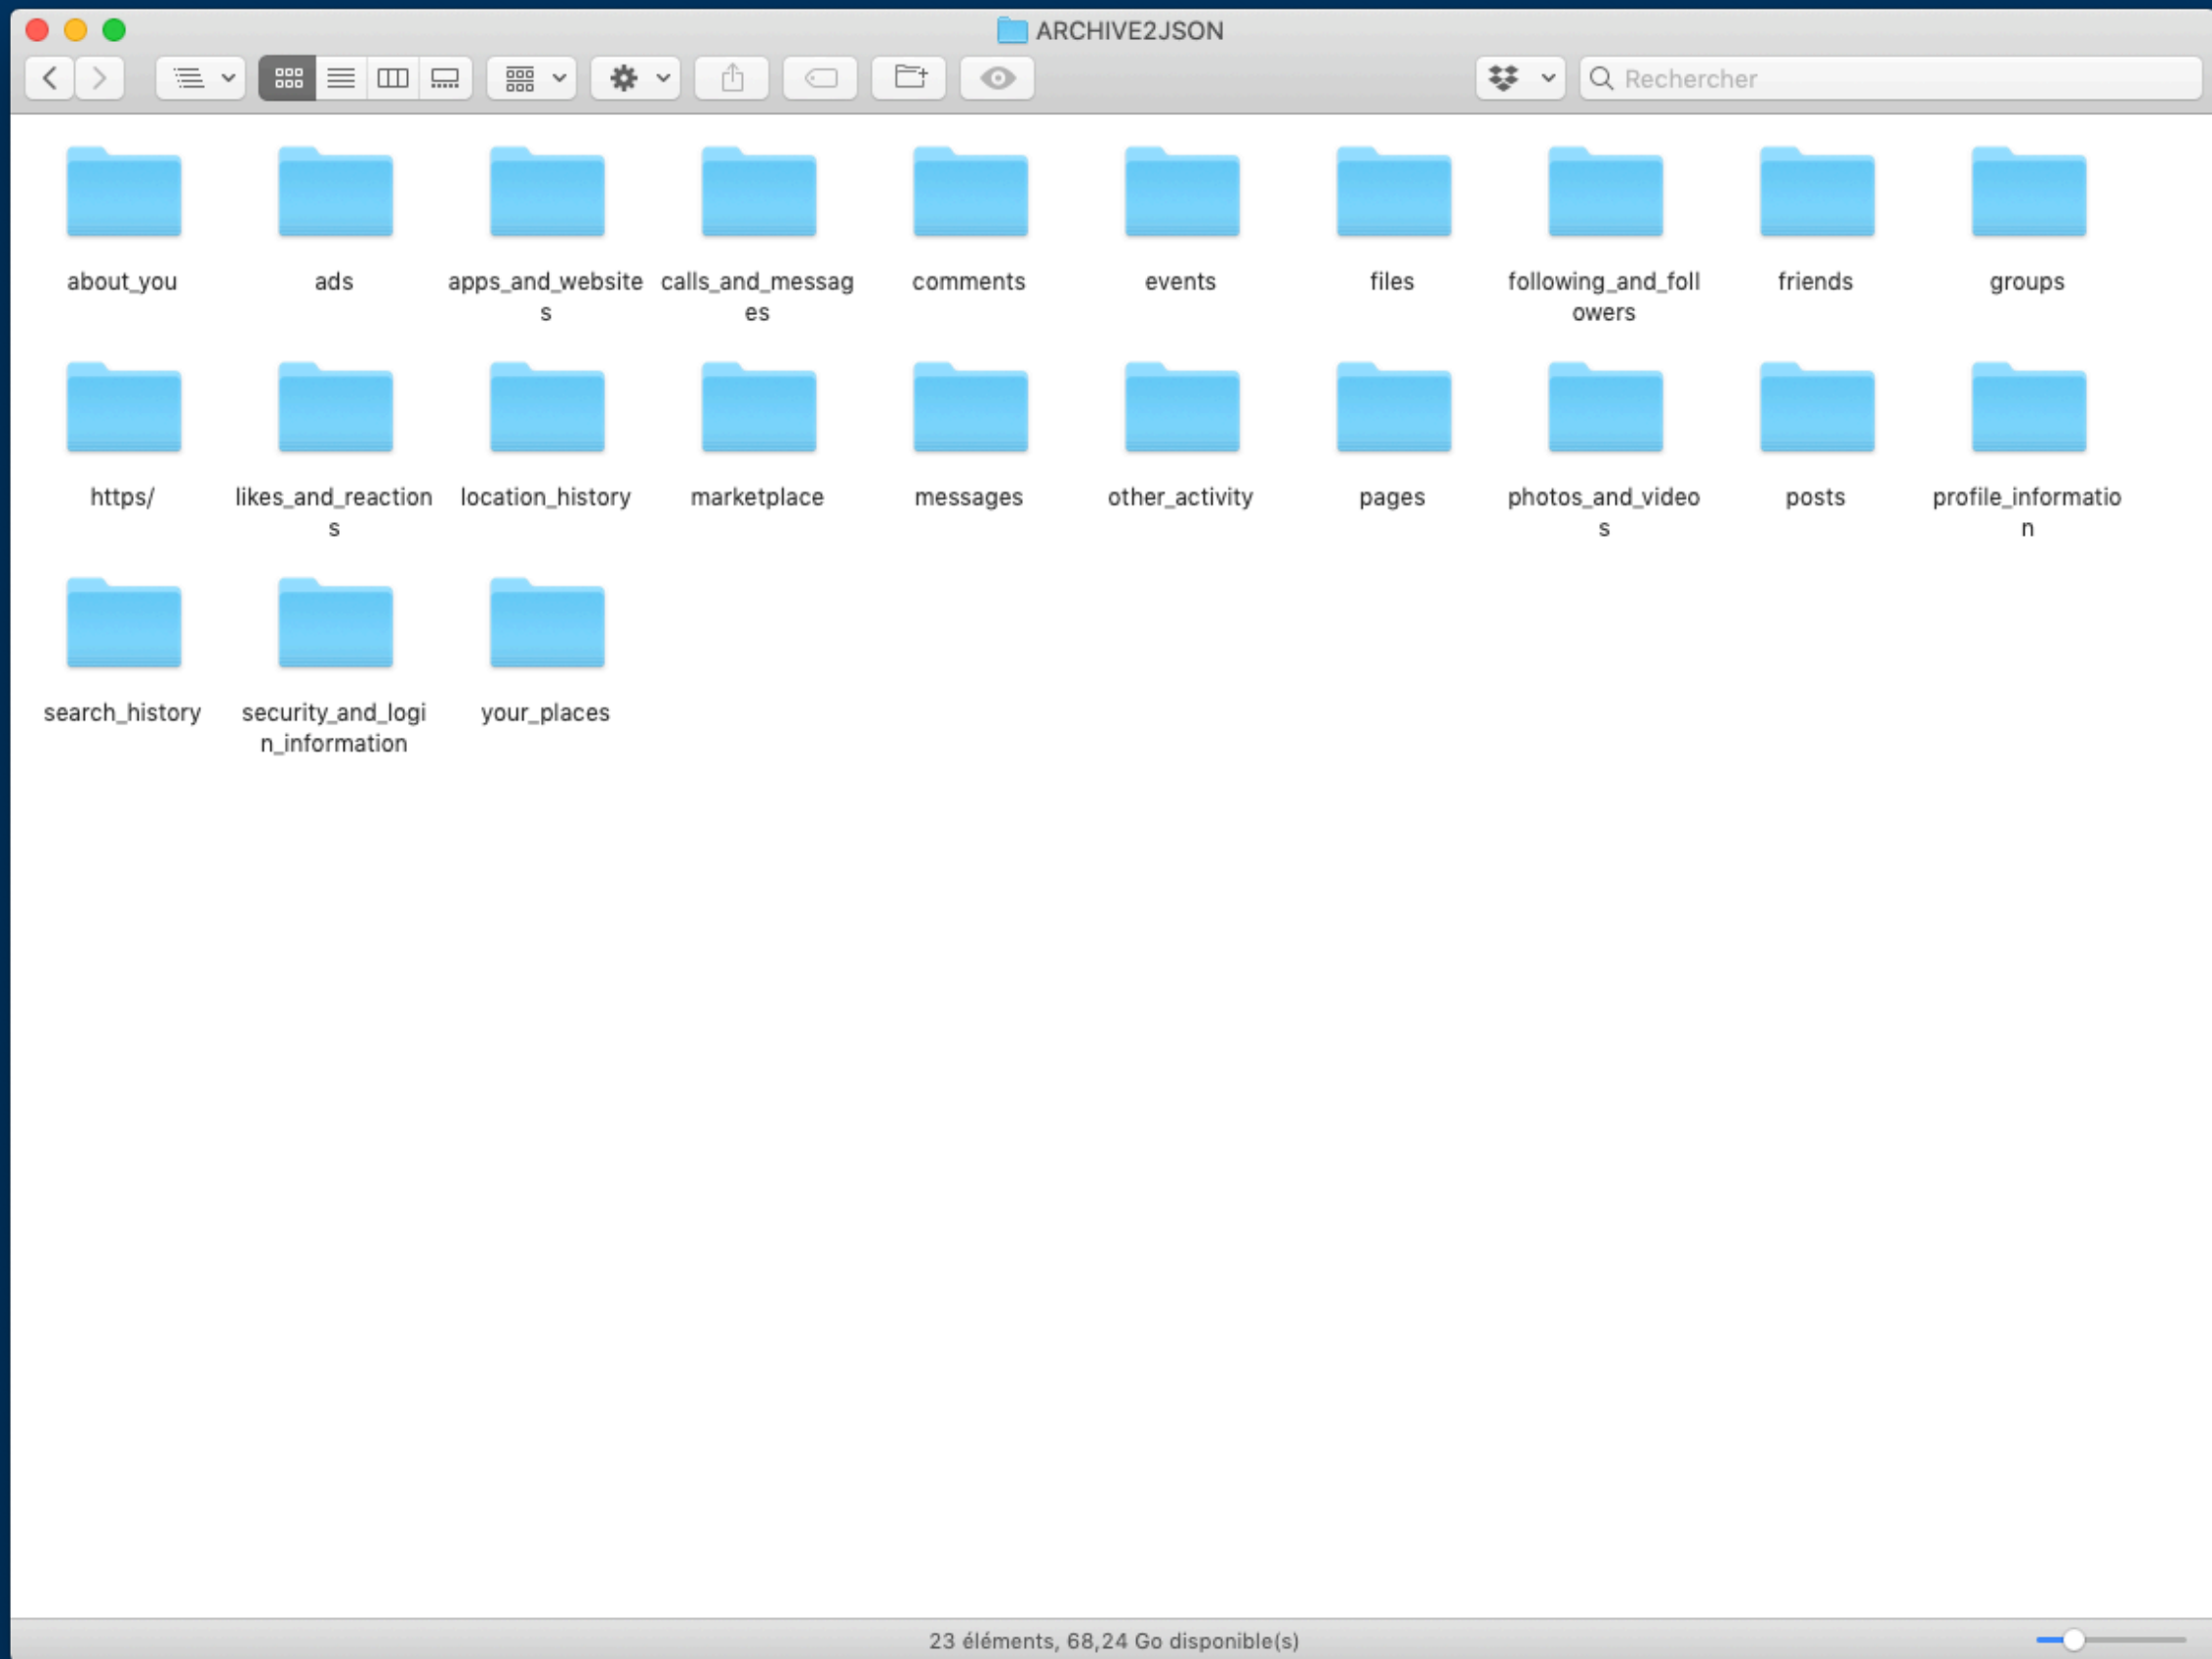 ARCHIVE2JSON
Rechercher
about_you
ads
apps_and_website
s
calls_and_messag
es
comments
events
files
following_and_foll
owers
friends
groups
https/
likes_and_reaction
s
location_history
marketplace
messages
other_activity
pages
photos_and_video
s
posts
profile_informatio
n
search_history
security_and_logi
n_information
your_places
23 éléments, 68,24 Go disponible(s)